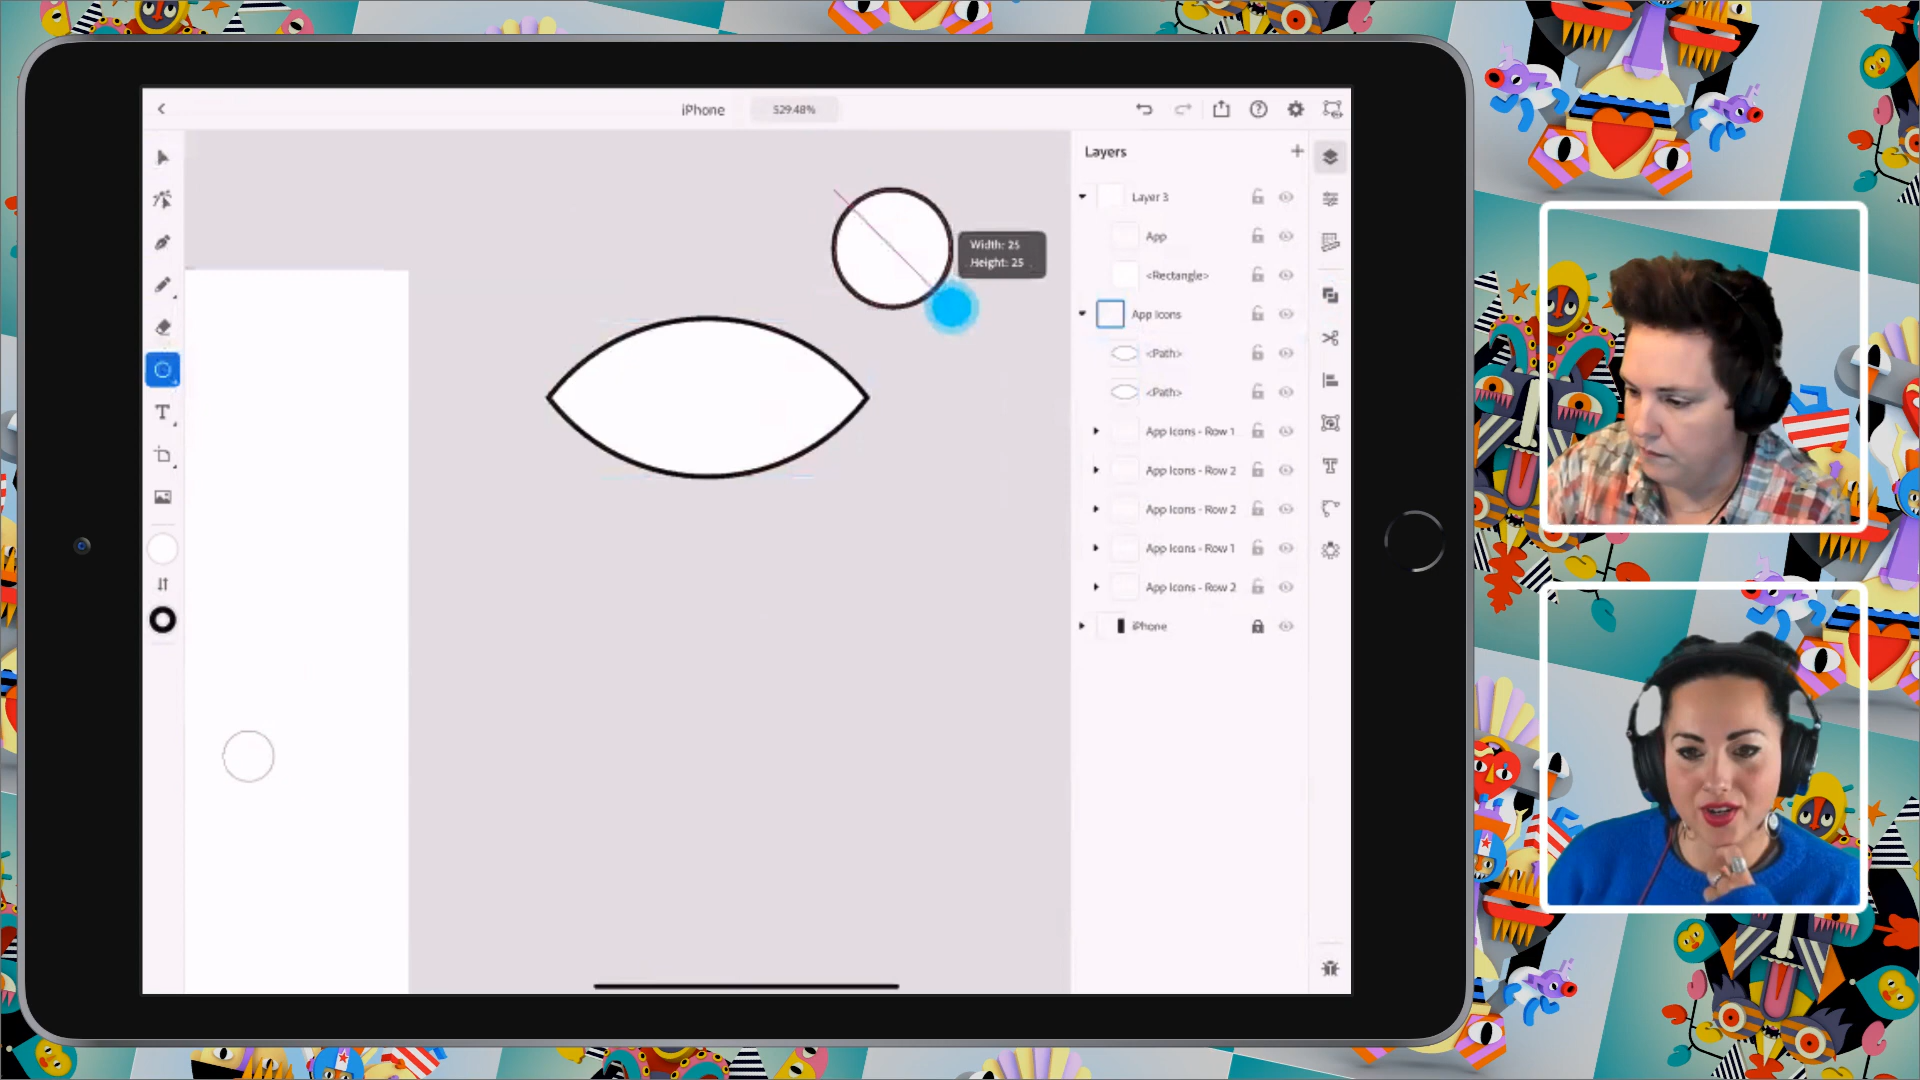 iPhone
529.48%
Layers
Layer 3
App
<Rectangle>
App Icons
<Path>
<Path>
App Icons - Row 1
App Icons - Row 2
App Icons - Row 2
App Icons - Row 1
App Icons - Row 2
iPhone
Width: 25
Height: 25
T
T